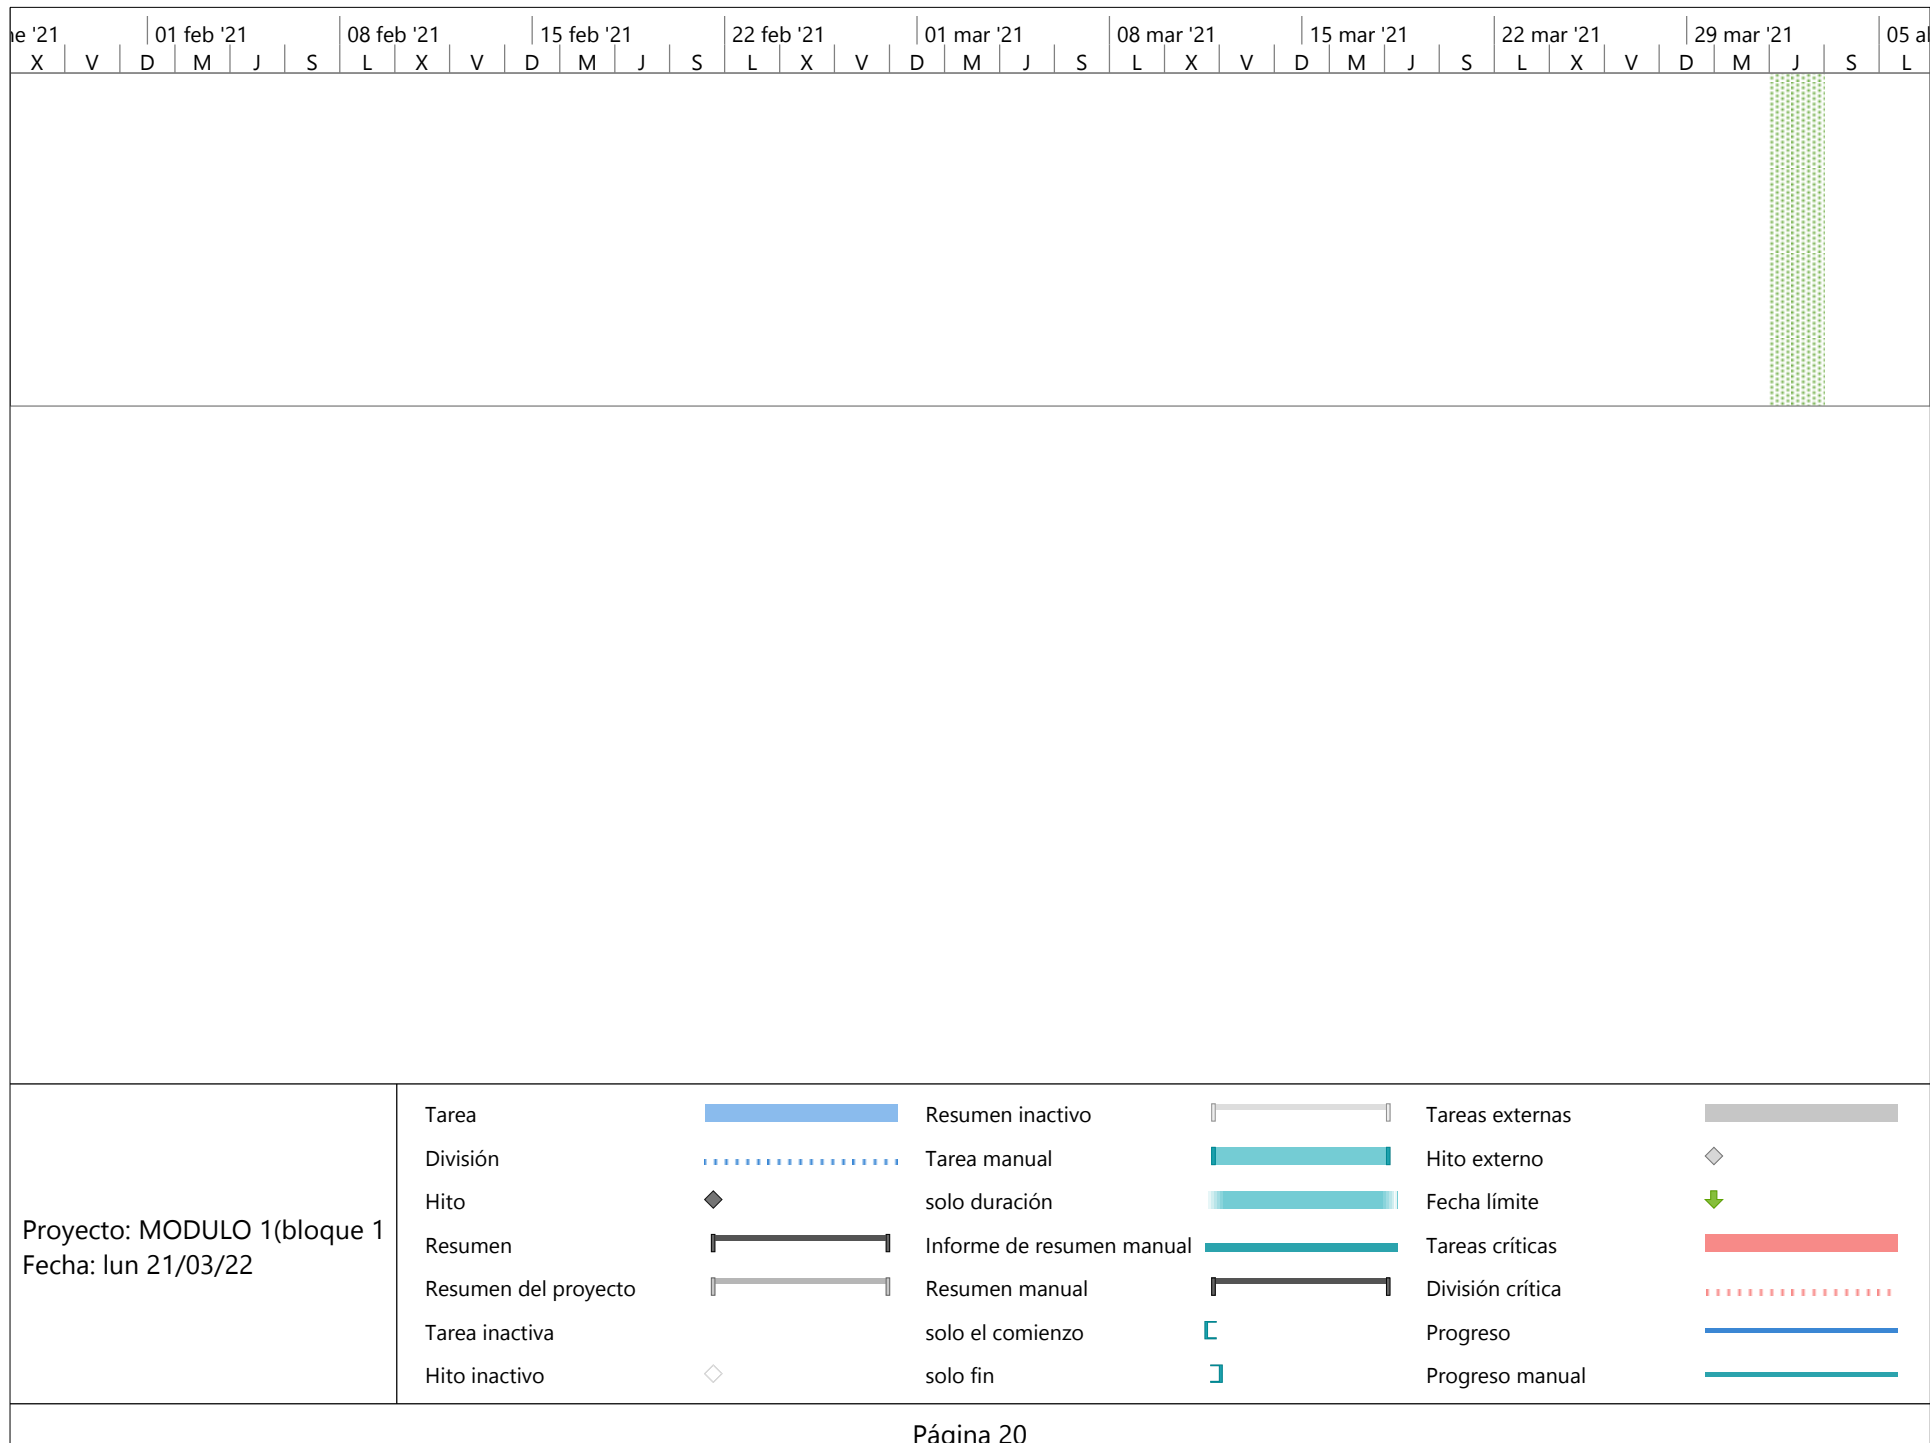 ne '21 01 feb '21 08 feb '21 15 feb '21 22 feb '21 01 mar '21 08 mar '21 15 mar '21 22 mar '21 29 mar '21 05 a
X V D M J S L X V D M J S L X V D M J S L X V D M J S L X V D M J S L
Tarea
División
Hito
Resumen
Resumen del proyecto
Tarea inactiva
Hito inactivo
Resumen inactivo
Tarea manual
solo duración
Informe de resumen manual
Resumen manual
solo el comienzo
solo fin
Tareas externas
Hito externo
Fecha límite
Tareas críticas
División crítica
Progreso
Progreso manual
Proyecto: MODULO 1(bloque 1
Fecha: lun 21/03/22
Página 20